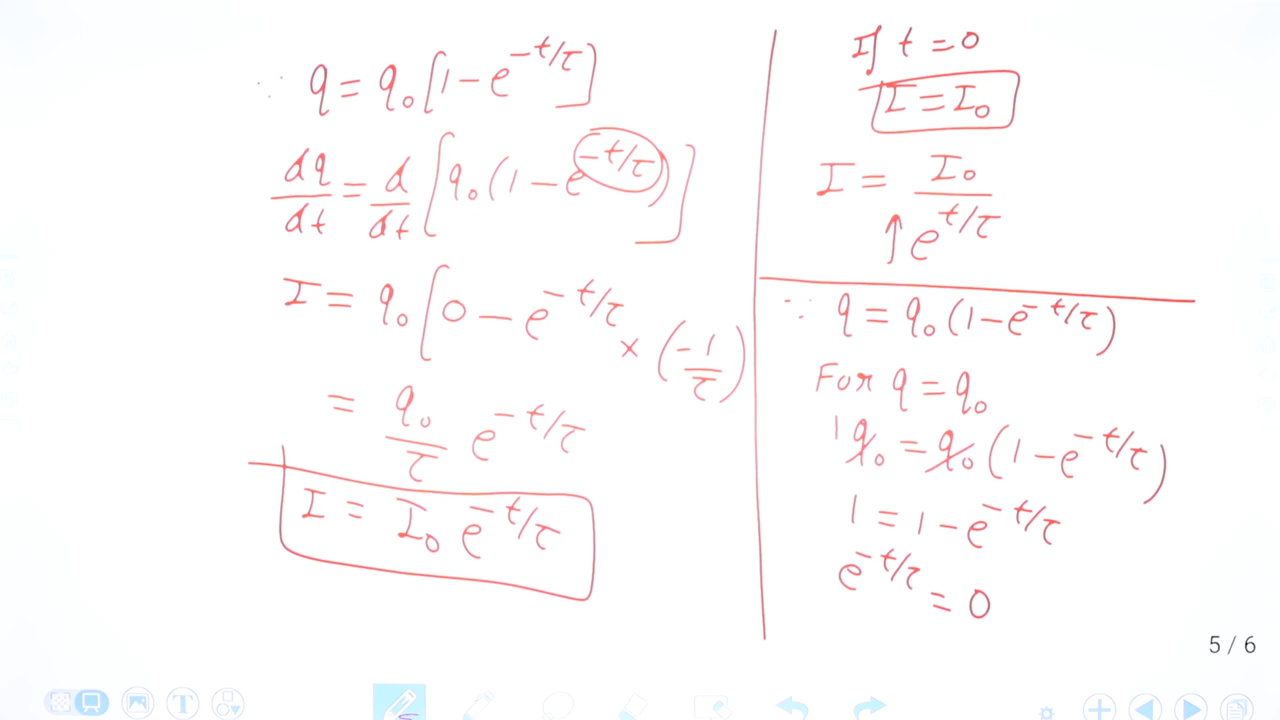 ∵ q = q₀[1 − e^(−t/τ)]
dq/dt = d/dt [q₀(1 − e^(−t/τ))]
I = q₀[0 − e^(−t/τ) × (−1/τ)
= q₀/τ e^(−t/τ)
I = I₀ e^(−t/τ)
If t = 0
I = I₀
I = I₀/e^(t/τ)
↑
∵ q = q₀(1 − e^(−t/τ))
For q = q₀
1 q₀ = q₀(1 − e^(−t/τ))
1 = 1 − e^(−t/τ)
e^(−t/τ) = 0
5 / 6
T